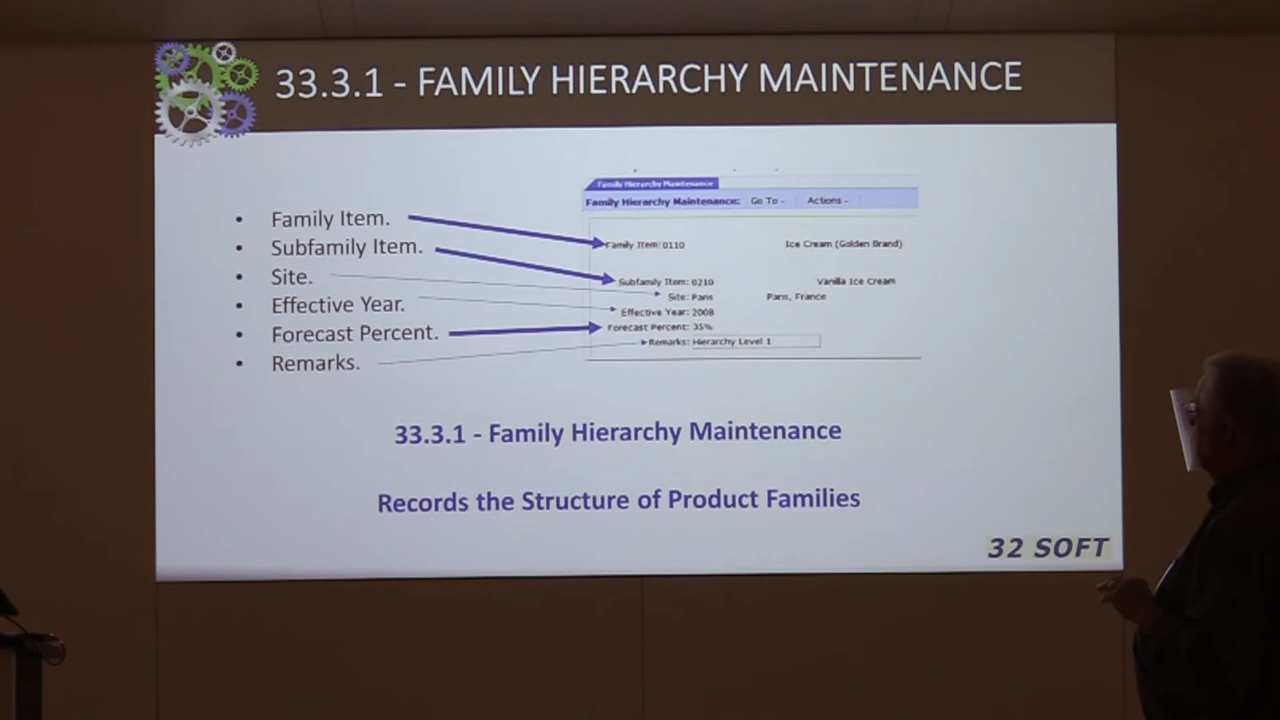 33.3.1 - FAMILY HIERARCHY MAINTENANCE
• Family Item.
• Subfamily Item.
• Site.
• Effective Year.
• Forecast Percent.
• Remarks.
Family Hierarchy Maintenance
Family Hierarchy Maintenance: Go To - Actions -
Family Item: 0110 Ice Cream (Golden Brand)
Subfamily Item: 0210 Vanilla Ice Cream
Site: Paris Paris, France
Effective Year: 2008
Forecast Percent: 35%
Remarks: Hierarchy Level 1
33.3.1 - Family Hierarchy Maintenance
Records the Structure of Product Families
32 SOFT